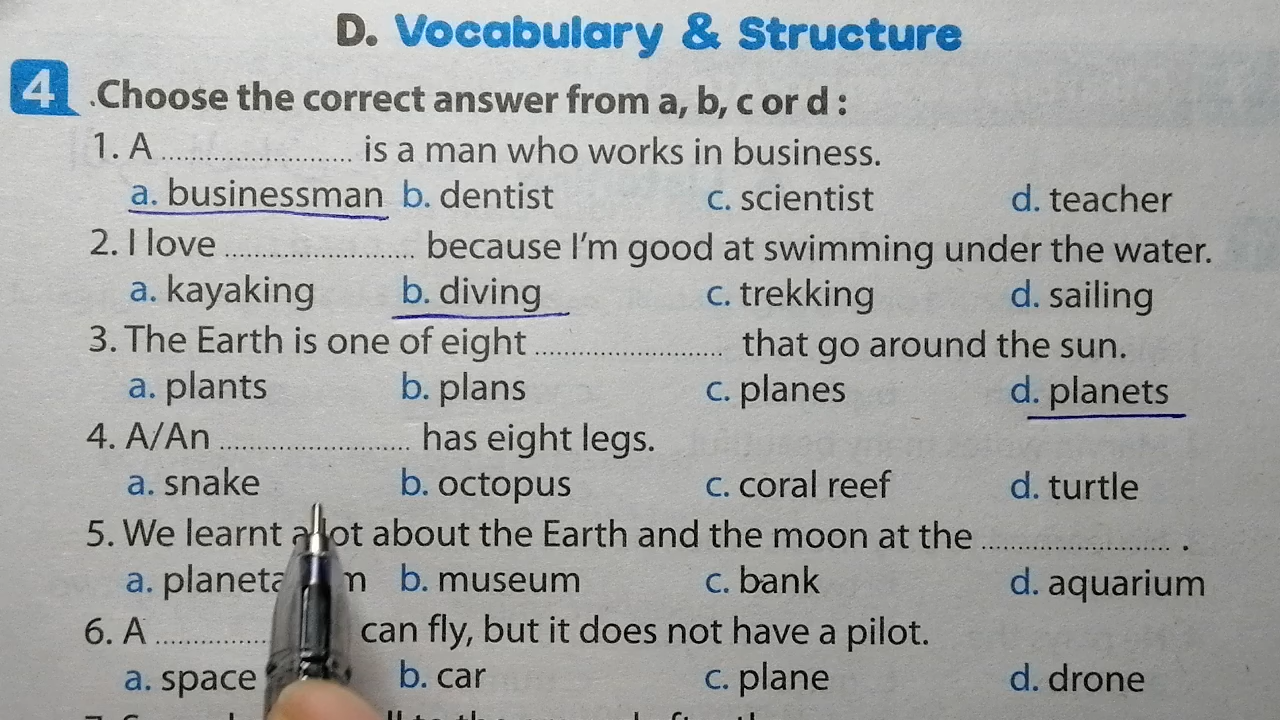 D. Vocabulary & Structure
4 .Choose the correct answer from a, b, c or d :
1. A ........................ is a man who works in business.
a. businessman b. dentist c. scientist d. teacher
2. I love ........................ because I'm good at swimming under the water.
a. kayaking b. diving c. trekking d. sailing
3. The Earth is one of eight ........................ that go around the sun.
a. plants b. plans c. planes d. planets
4. A/An ........................ has eight legs.
a. snake b. octopus c. coral reef d. turtle
5. We learnt a lot about the Earth and the moon at the ........................ .
a. b. museum c. bank d. aquarium
6. A ............... can fly, but it does not have a pilot.
a. space b. car c. plane d. drone